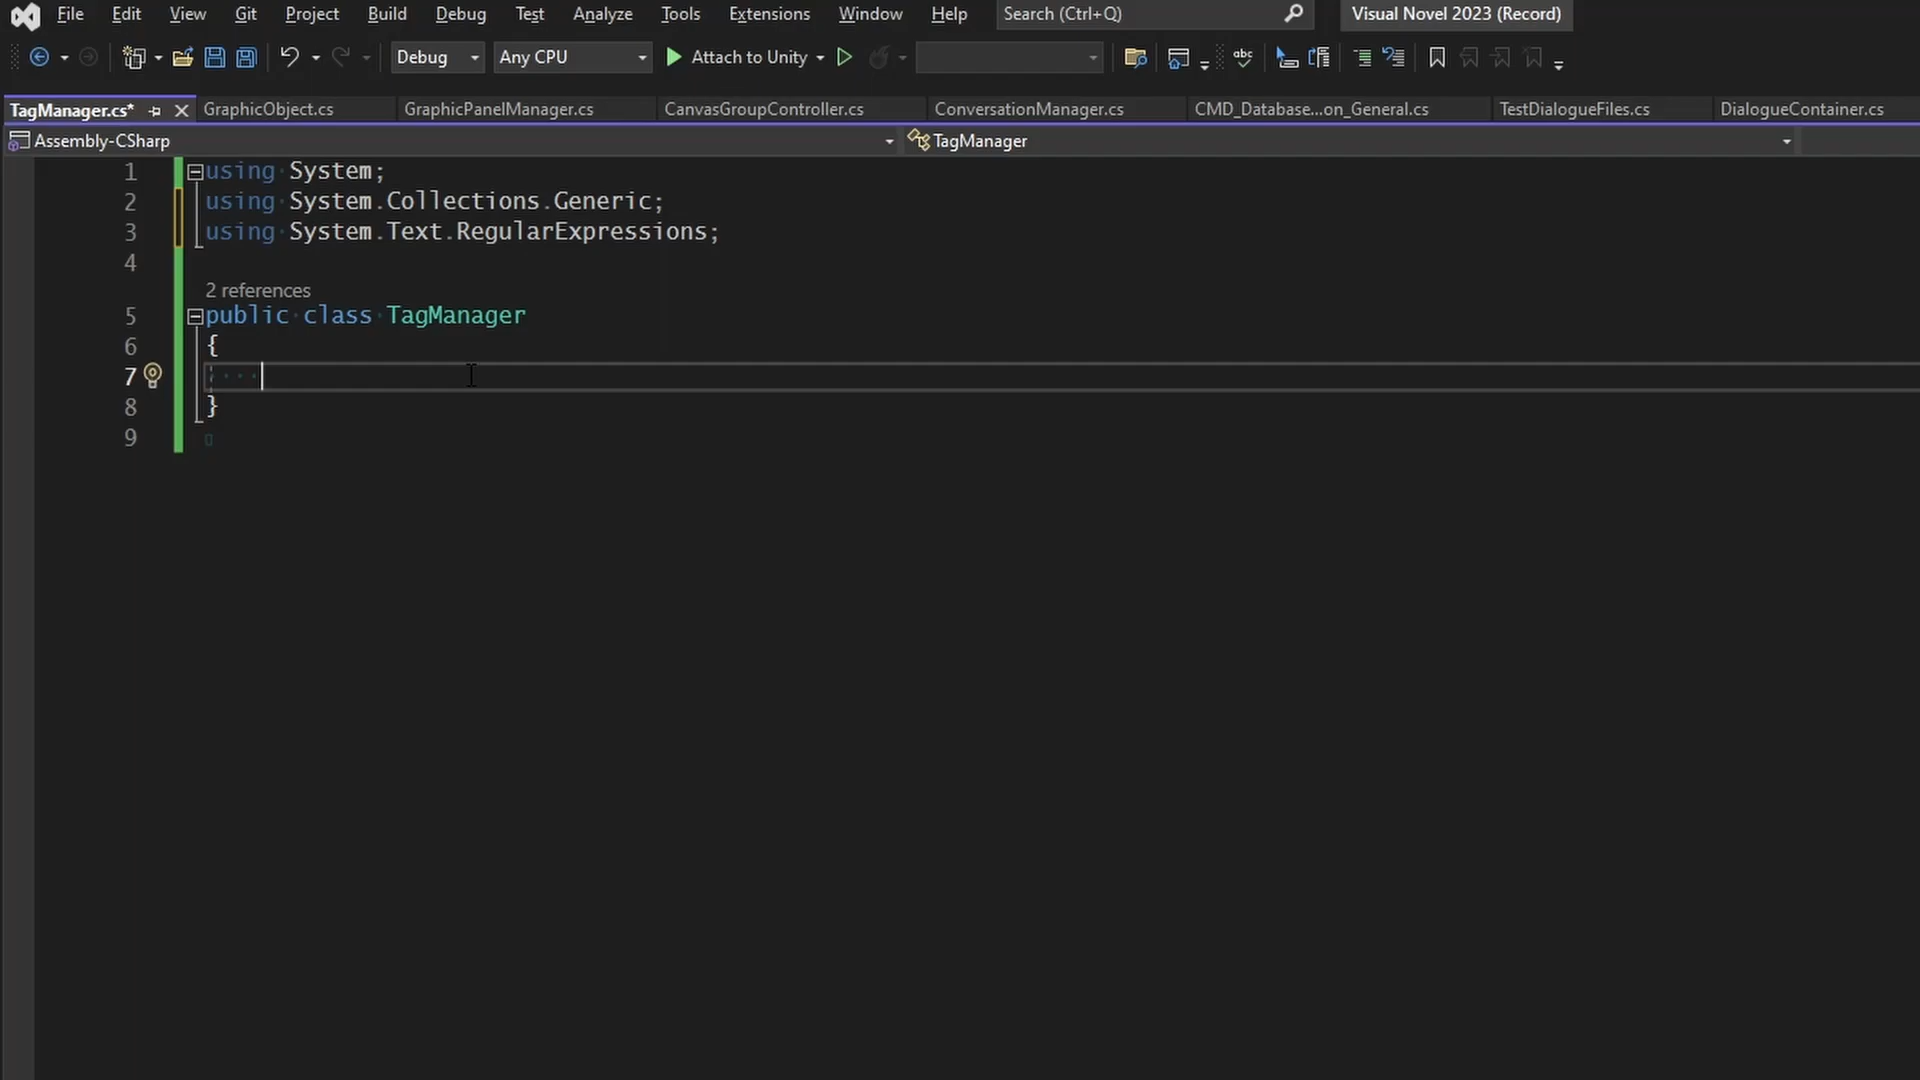 File Edit View Git Project Build Debug Test Analyze Tools Extensions Window Help Search (Ctrl+Q) Visual Novel 2023 (Record)
Debug Any CPU Attach to Unity
TagManager.cs* GraphicObject.cs GraphicPanelManager.cs CanvasGroupController.cs ConversationManager.cs CMD_Database...on_General.cs TestDialogueFiles.cs DialogueContainer.cs
Assembly-CSharp TagManager
1 using System;
2 using System.Collections.Generic;
3 using System.Text.RegularExpressions;
4
2 references
5 public class TagManager
6 {
7
8 }
9